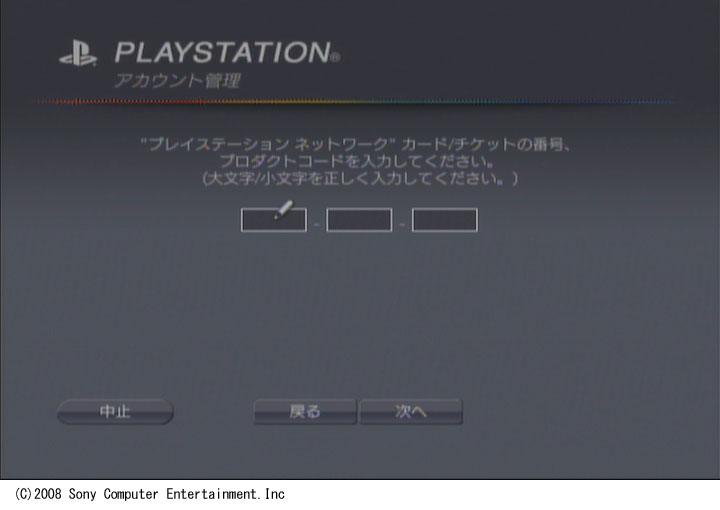 PLAYSTATION®
アカウント管理
"プレイステーション ネットワーク" カード/チケットの番号、
プロダクトコードを入力してください。
(大文字/小文字を正しく入力してください。)
- -
中止 戻る 次へ
(C)2008 Sony Computer Entertainment.Inc